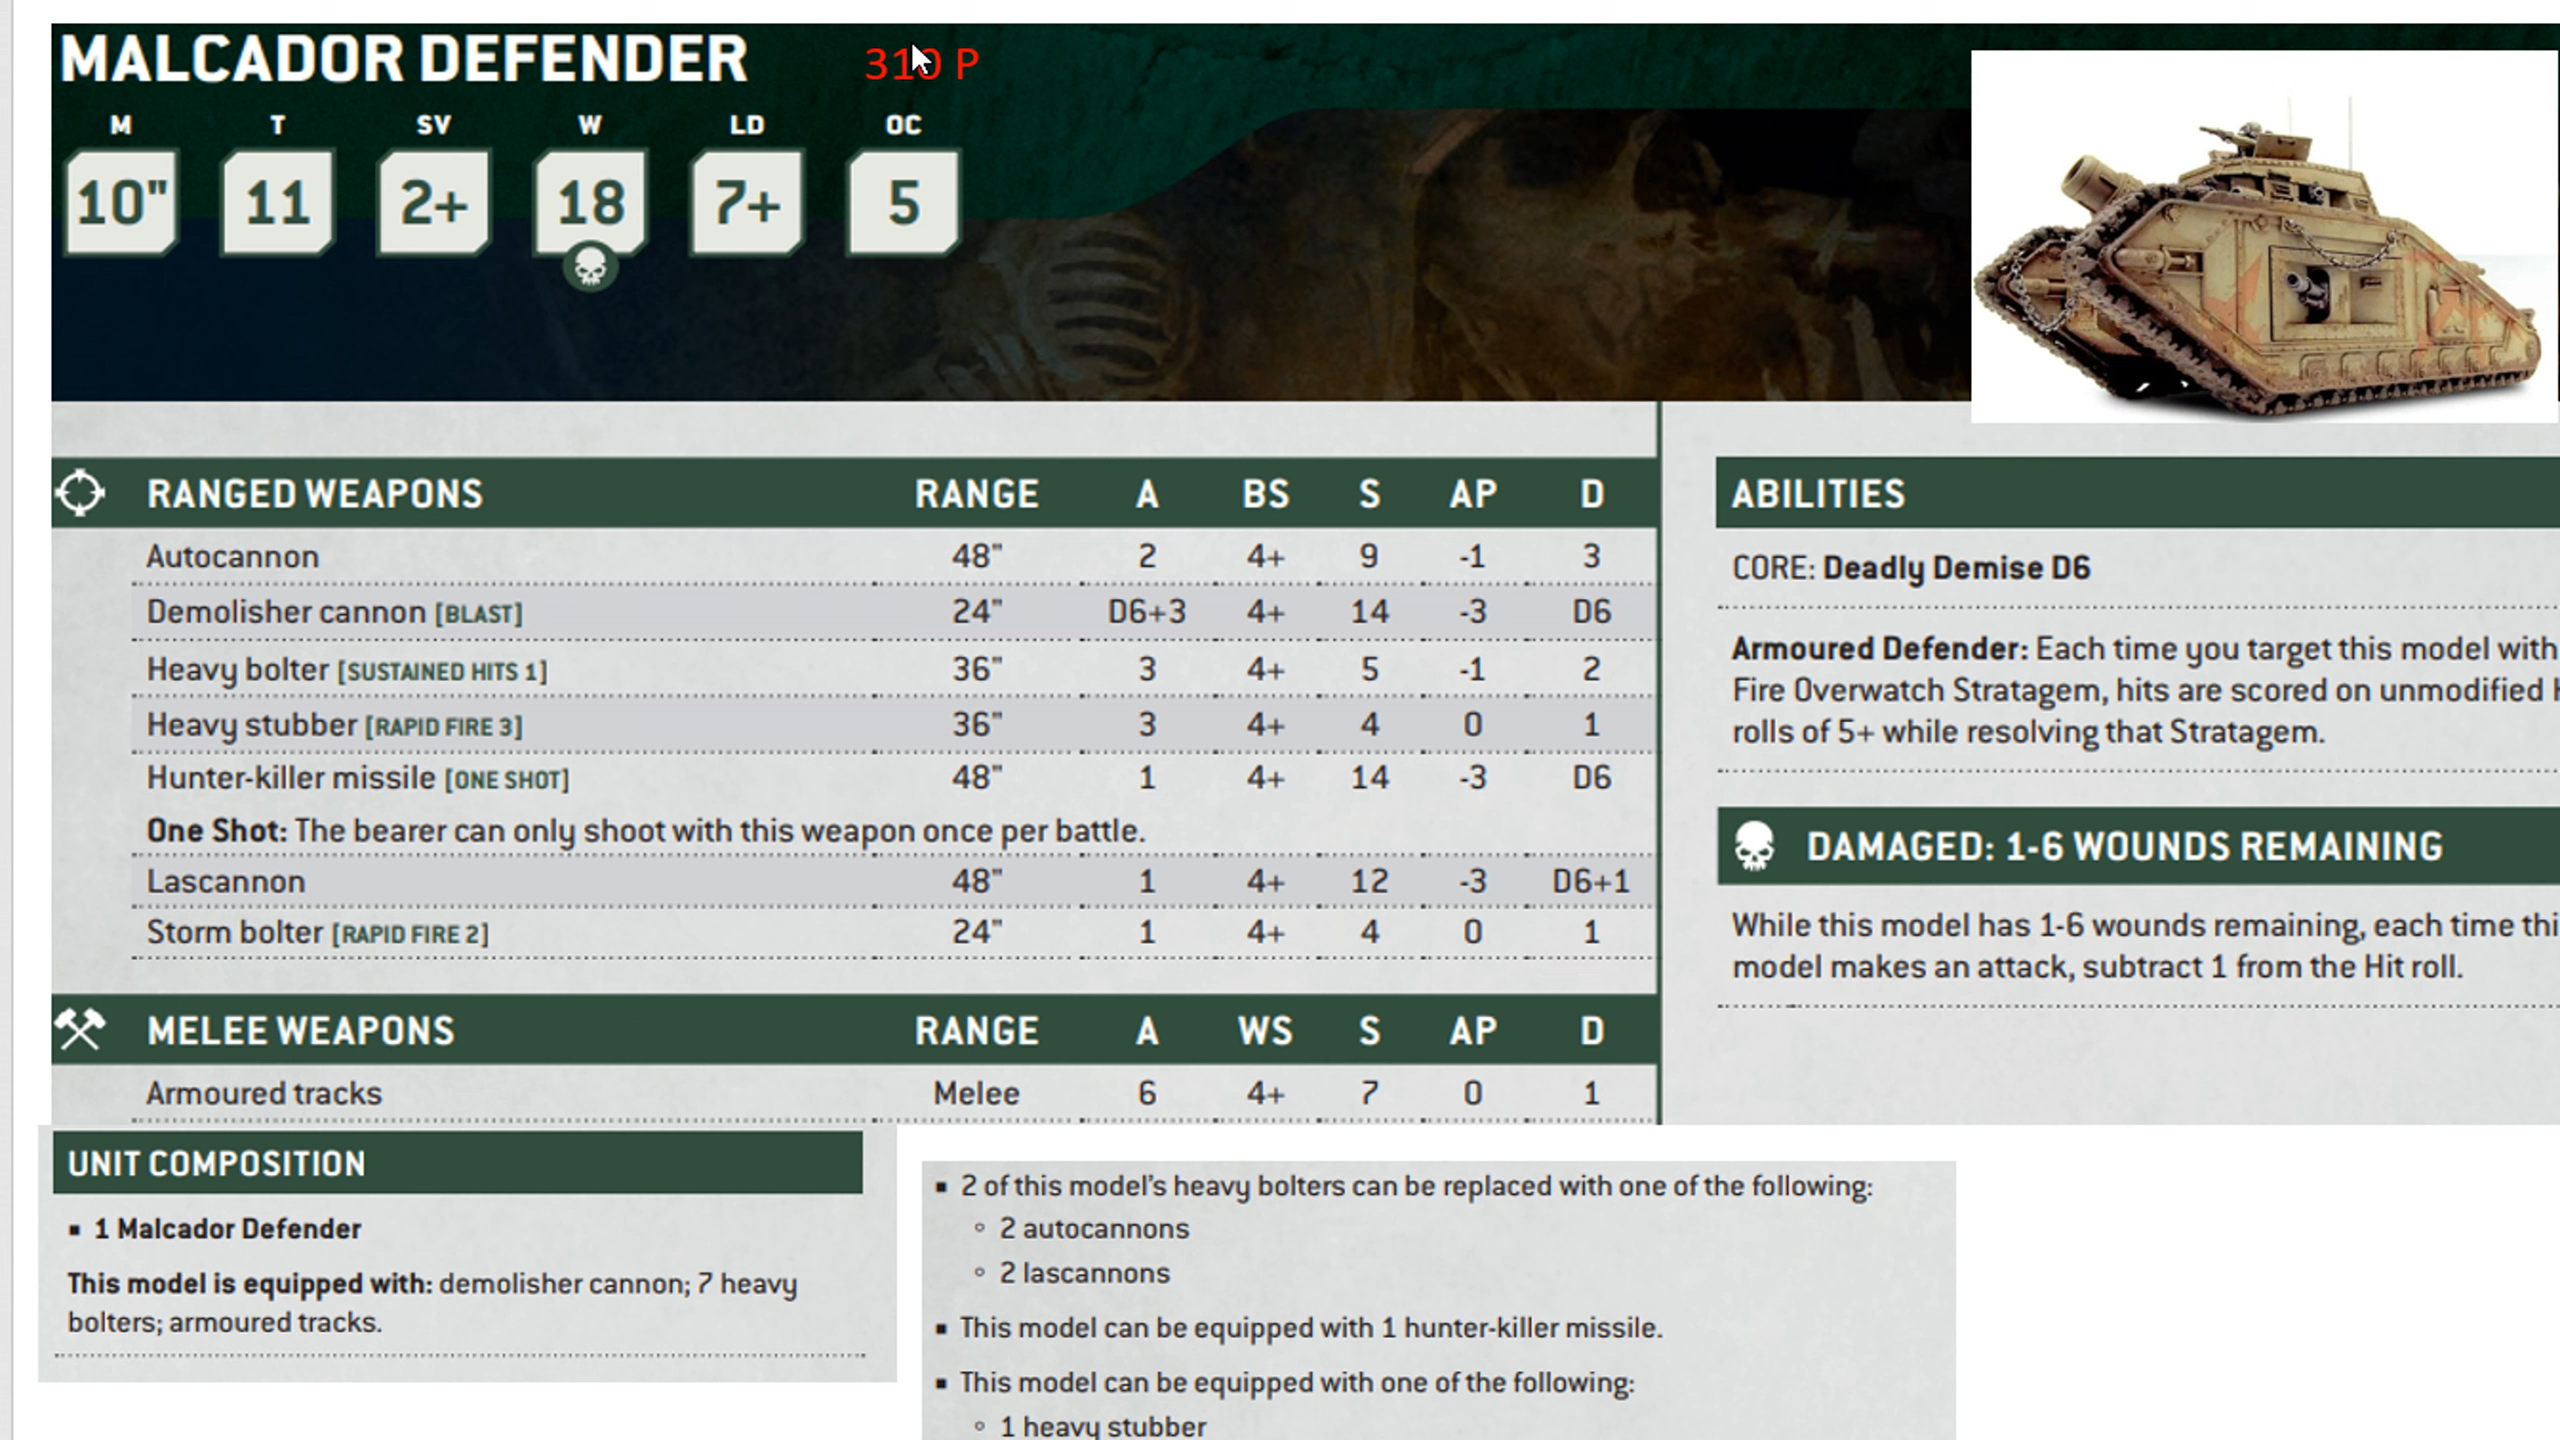 MALCADOR DEFENDER 310 P
M T SV W LD OC
10" 11 2+ 18 7+ 5
RANGED WEAPONS RANGE A BS S AP D
Autocannon 48" 2 4+ 9 -1 3
Demolisher cannon [BLAST] 24" D6+3 4+ 14 -3 D6
Heavy bolter [SUSTAINED HITS 1] 36" 3 4+ 5 -1 2
Heavy stubber [RAPID FIRE 3] 36" 3 4+ 4 0 1
Hunter-killer missile [ONE SHOT] 48" 1 4+ 14 -3 D6
One Shot: The bearer can only shoot with this weapon once per battle.
Lascannon 48" 1 4+ 12 -3 D6+1
Storm bolter [RAPID FIRE 2] 24" 1 4+ 4 0 1
MELEE WEAPONS RANGE A WS S AP D
Armoured tracks Melee 6 4+ 7 0 1
ABILITIES
CORE: Deadly Demise D6
Armoured Defender: Each time you target this model with
Fire Overwatch Stratagem, hits are scored on unmodified
rolls of 5+ while resolving that Stratagem.
DAMAGED: 1-6 WOUNDS REMAINING
While this model has 1-6 wounds remaining, each time thi
model makes an attack, subtract 1 from the Hit roll.
UNIT COMPOSITION
▪ 1 Malcador Defender
This model is equipped with: demolisher cannon; 7 heavy
bolters; armoured tracks.
▪ 2 of this model's heavy bolters can be replaced with one of the following:
◦ 2 autocannons
◦ 2 lascannons
▪ This model can be equipped with 1 hunter-killer missile.
▪ This model can be equipped with one of the following:
◦ 1 heavy stubber